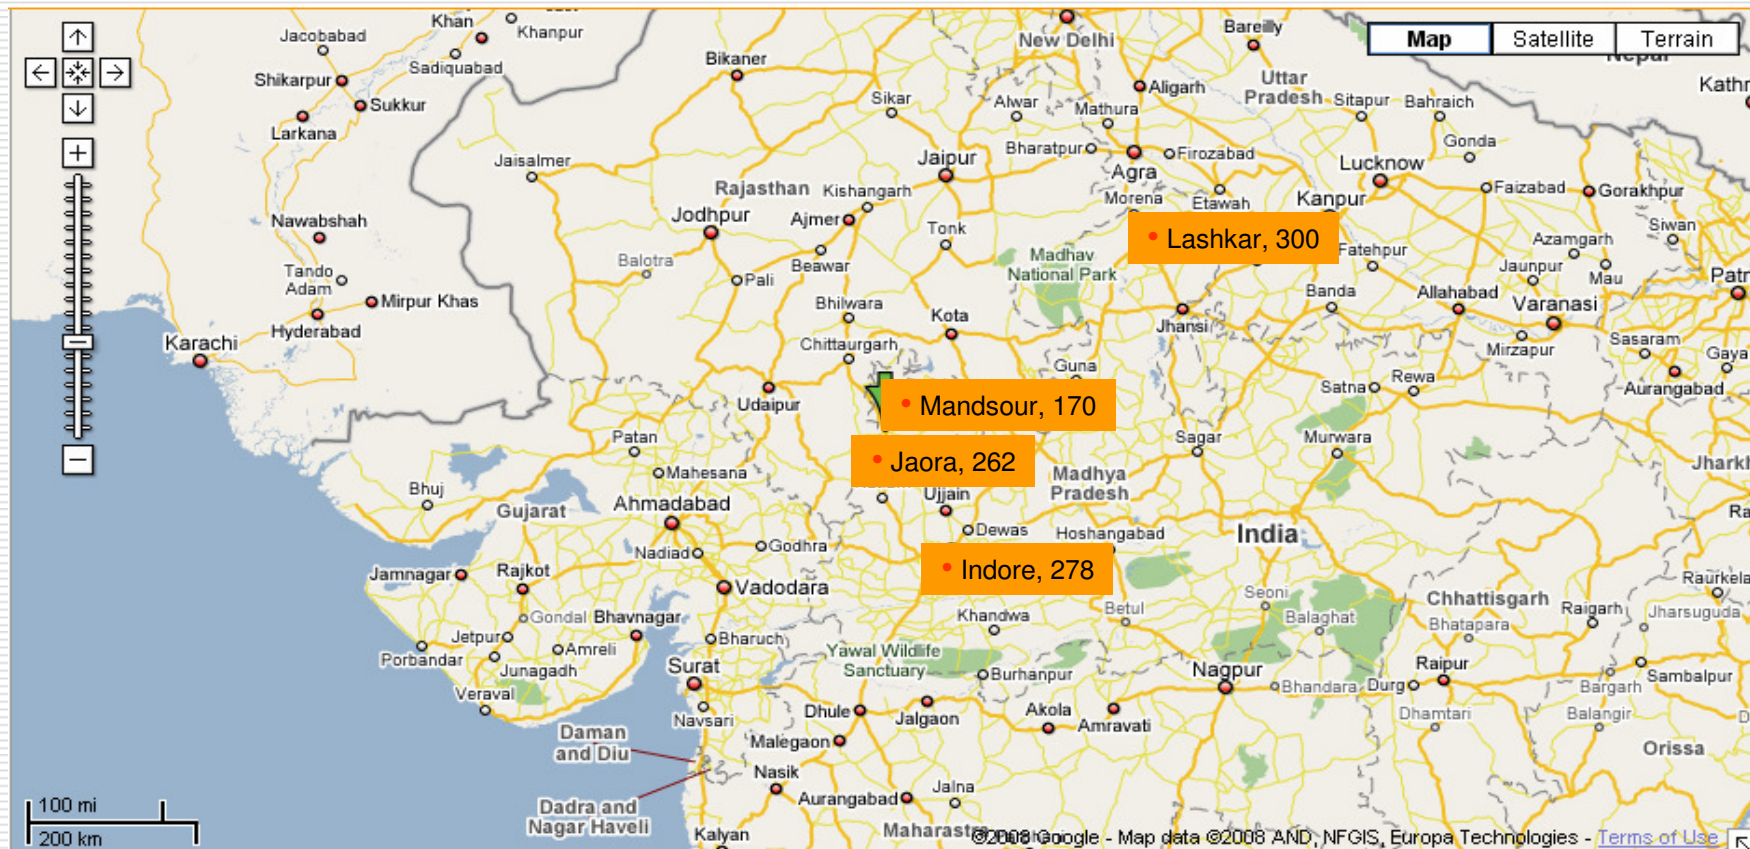 Khan
Khanpur
Jacobabad
Sadiquabad
Shikarpur
Sukkur
Larkana
Bikaner
New Delhi
Bareilly
Map
Satellite
Terrain
Nepal
Sikar
Alwar
Mathura
Aligarh
Uttar
Pradesh
Sitapur
Bahraich
Kathr
Jaisalmer
Bharatpur
Agra
Firozabad
Gonda
Jaipur
Lucknow
Rajasthan
Kishangarh
Morena
Etawah
Kanpur
Faizabad
Gorakhpur
Nawabshah
Jodhpur
Ajmer
Tonk
• Lashkar, 300
Siwan
Azamgarh
Balotra
Beawar
Pali
Madhav
National Park
Fatehpur
Jaunpur
Mau
Patr
Tando
Adam
Mirpur Khas
Hyderabad
Bhilwara
Kota
Jhansi
Banda
Allahabad
Varanasi
Karachi
Chittaurgarh
Mirzapur
Sasaram
Gaya
Guna
Udaipur
• Mandsour, 170
Satna
Rewa
Aurangabad
Patan
Mahesana
• Jaora, 262
Sagar
Murwara
Madhya
Pradesh
Jharkl
Bhuj
Gujarat
Ahmadabad
Ujjain
Dewas
Hoshangabad
India
Ra
Nadiad
Godhra
• Indore, 278
Jamnagar
Rajkot
Vadodara
Raurkela
Gondal
Bhavnagar
Khandwa
Betul
Seoni
Balaghat
Chhattisgarh
Bhatapara
Raigarh
Jharsuguda
Jetpur
Amreli
Bharuch
Porbandar
Junagadh
Surat
Yawal Wildlife
Sanctuary
Burhanpur
Nagpur
Bhandara
Durg
Raipur
Bargarh
Sambalpur
Veraval
Navsari
Dhule
Jalgaon
Akola
Amravati
Dhamtari
Balangir
Daman
and Diu
Malegaon
Orissa
D
Nasik
Aurangabad
Jalna
Dadra and
Nagar Haveli
100 mi
200 km
Kalyan
Maharast
©2008 Google - Map data ©2008 AND, NFGIS, Europa Technologies - Terms of Use